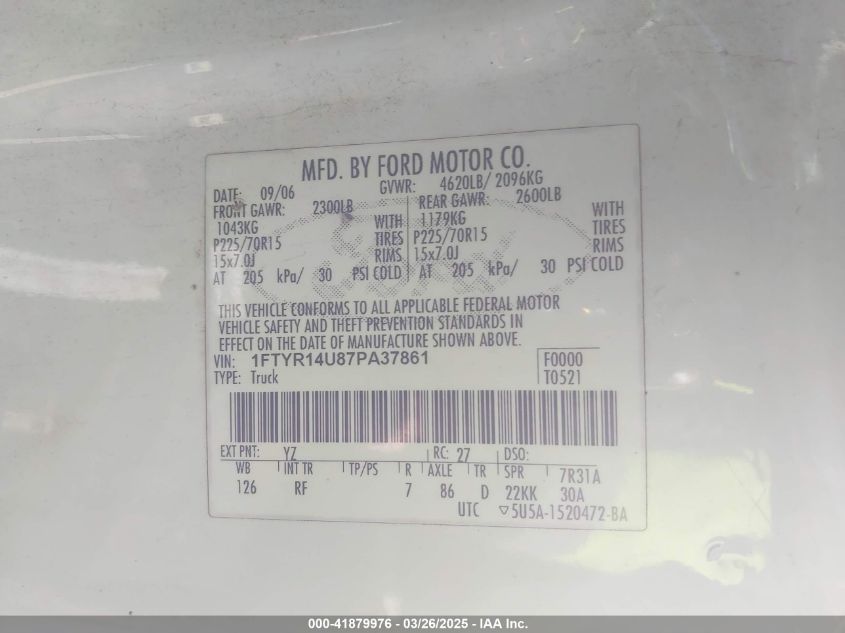 MFD. BY FORD MOTOR CO.
DATE: 09/06 GVWR: 4620LB/ 2096KG
FRONT GAWR: 2300LB REAR GAWR: 2600LB
1043KG WITH 1179KG WITH
P225/70R15 TIRES P225/70R15 TIRES
15x7.0J RIMS 15x7.0J RIMS
AT 205 kPa/ 30 PSI COLD AT 205 kPa/ 30 PSI COLD
THIS VEHICLE CONFORMS TO ALL APPLICABLE FEDERAL MOTOR
VEHICLE SAFETY AND THEFT PREVENTION STANDARDS IN
EFFECT ON THE DATE OF MANUFACTURE SHOWN ABOVE.
VIN: 1FTYR14U87PA37861 F0000
TYPE: Truck T0521
EXT PNT: YZ RC: 27 DSO:
WB INT TR TP/PS R AXLE TR SPR 7R31A
126 RF 7 86 D 22KK 30A
UTC ▽5U5A-1520472-BA
000-41879976 - 03/26/2025 - IAA Inc.